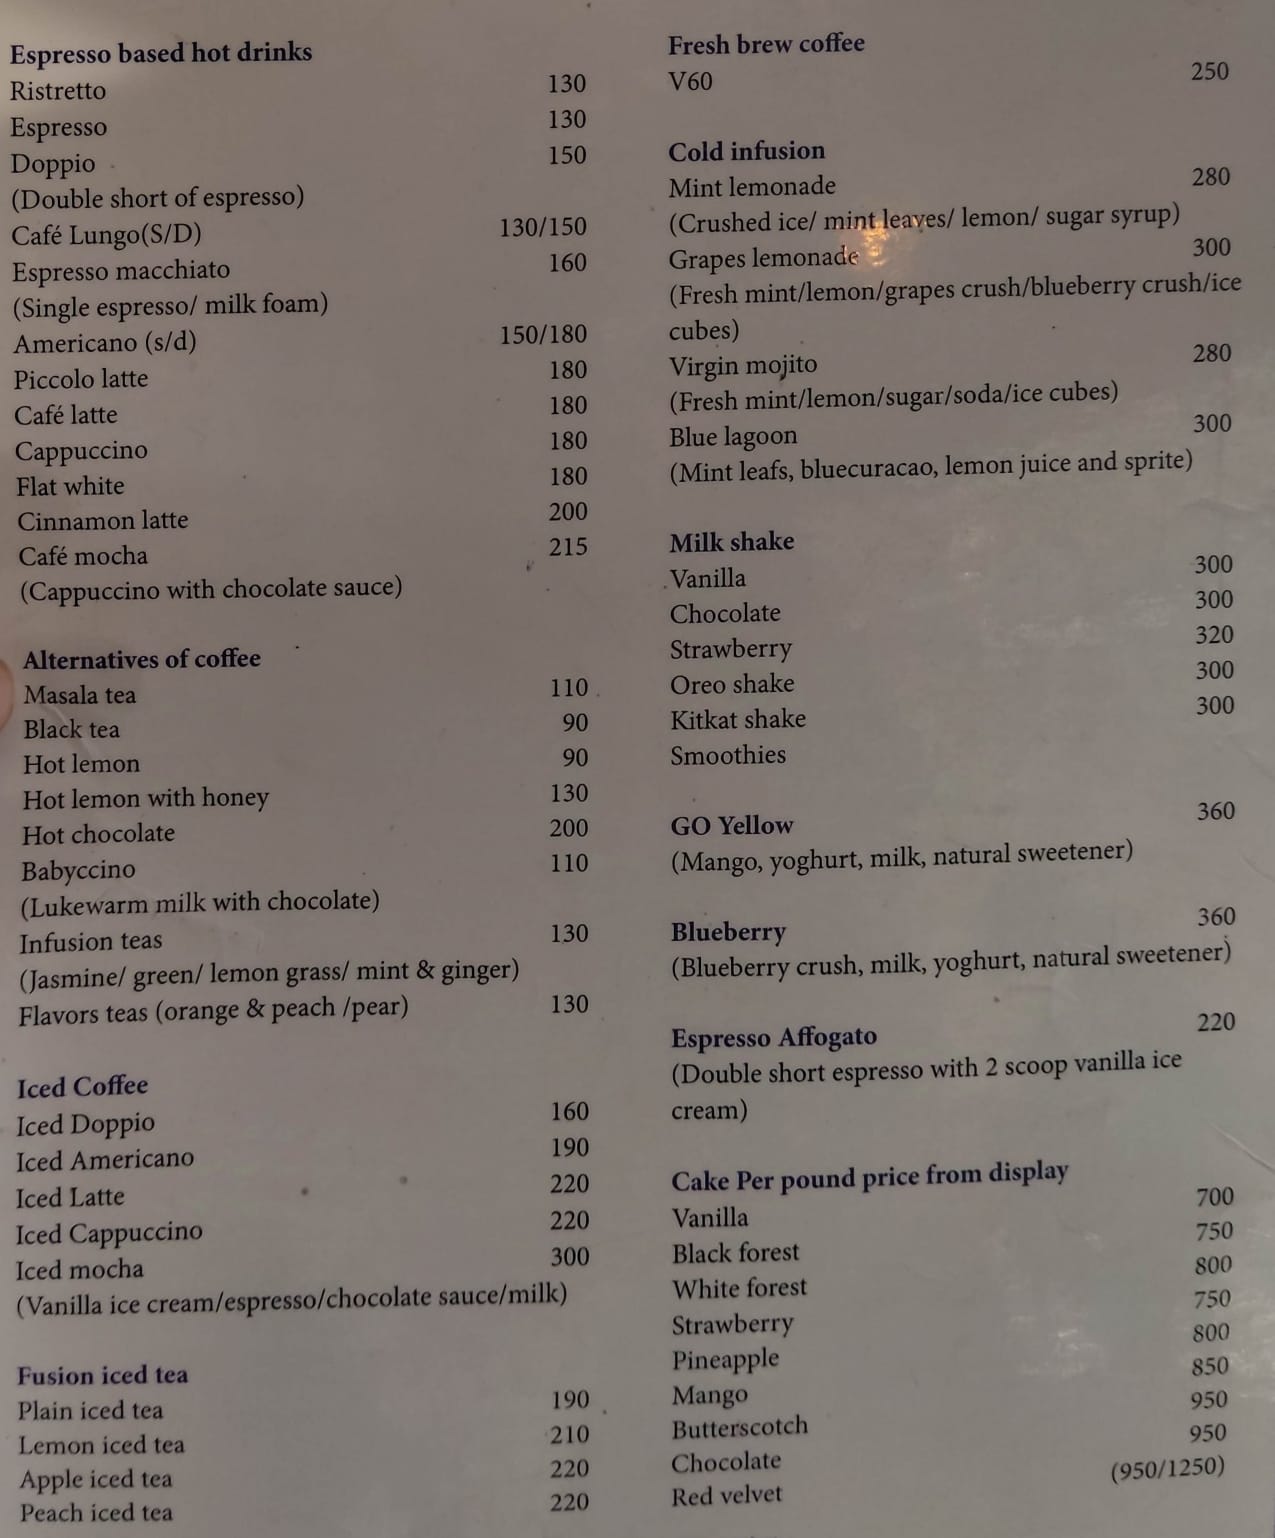 Espresso based hot drinks
Ristretto 130
Espresso 130
Doppio 150
(Double short of espresso)
Café Lungo(S/D) 130/150
Espresso macchiato 160
(Single espresso/ milk foam)
Americano (s/d) 150/180
Piccolo latte 180
Café latte 180
Cappuccino 180
Flat white 180
Cinnamon latte 200
Café mocha 215
(Cappuccino with chocolate sauce)
Alternatives of coffee
Masala tea 110
Black tea 90
Hot lemon 90
Hot lemon with honey 130
Hot chocolate 200
Babyccino 110
(Lukewarm milk with chocolate)
Infusion teas 130
(Jasmine/ green/ lemon grass/ mint & ginger)
Flavors teas (orange & peach /pear) 130
Iced Coffee
Iced Doppio 160
Iced Americano 190
Iced Latte 220
Iced Cappuccino 220
Iced mocha 300
(Vanilla ice cream/espresso/chocolate sauce/milk)
Fusion iced tea
Plain iced tea 190
Lemon iced tea 210
Apple iced tea 220
Peach iced tea 220
Fresh brew coffee
V60 250
Cold infusion
Mint lemonade 280
(Crushed ice/ mint leaves/ lemon/ sugar syrup)
Grapes lemonade 300
(Fresh mint/lemon/grapes crush/blueberry crush/ice
cubes)
Virgin mojito 280
(Fresh mint/lemon/sugar/soda/ice cubes)
Blue lagoon 300
(Mint leafs, bluecuracao, lemon juice and sprite)
Milk shake
Vanilla 300
Chocolate 300
Strawberry 320
Oreo shake 300
Kitkat shake 300
Smoothies
GO Yellow 360
(Mango, yoghurt, milk, natural sweetener)
Blueberry 360
(Blueberry crush, milk, yoghurt, natural sweetener)
Espresso Affogato 220
(Double short espresso with 2 scoop vanilla ice
cream)
Cake Per pound price from display
Vanilla 700
Black forest 750
White forest 800
Strawberry 750
Pineapple 800
Mango 850
Butterscotch 950
Chocolate 950
Red velvet (950/1250)